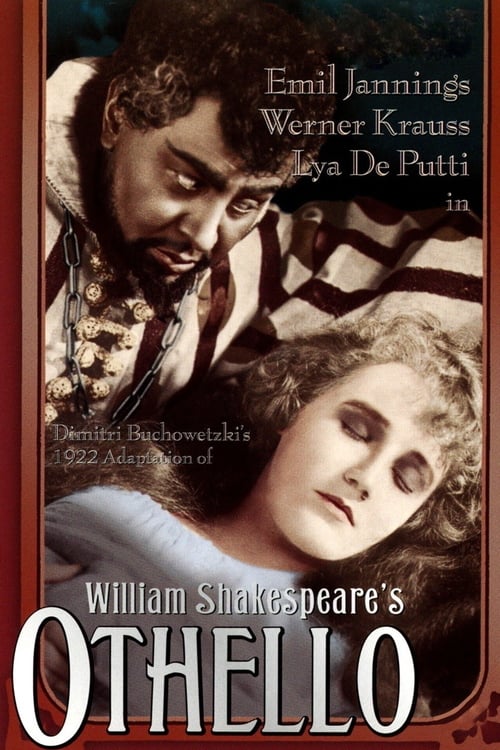 Emil Jannings
Werner Krauss
Lya De Putti
in
Dimitri Buchowetzki's
1922 Adaptation of
William Shakespeare's
OTHELLO